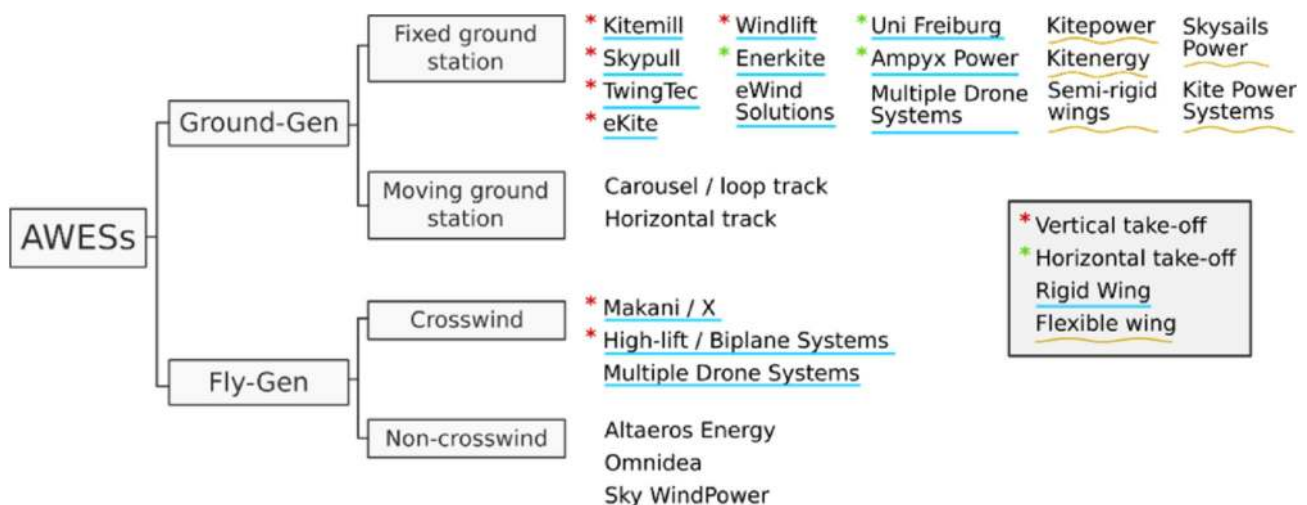 AWESs
Ground-Gen
Fixed ground
station
* Kitemill
* Skypull
* TwingTec
* eKite
* Windlift
* Enerkite
eWind
Solutions
* Uni Freiburg
* Ampyx Power
Multiple Drone
Systems
Kitepower
Kitenergy
Semi-rigid
wings
Skysails
Power
Kite Power
Systems
Moving ground
station
Carousel / loop track
Horizontal track
Fly-Gen
Crosswind
* Makani / X
* High-lift / Biplane Systems
Multiple Drone Systems
Non-crosswind
Altaeros Energy
Omnidea
Sky WindPower
* Vertical take-off
* Horizontal take-off
Rigid Wing
Flexible wing